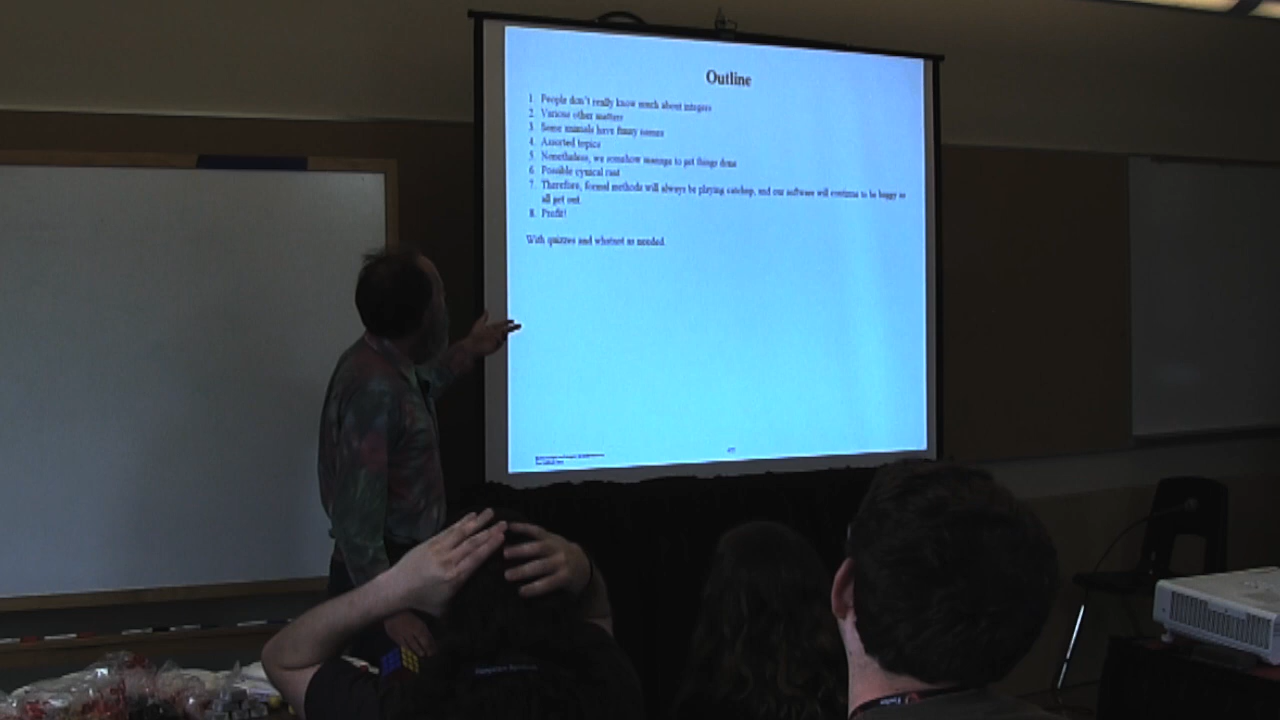 Outline
1. People don't really know much about integers
2. Various other matters
3. Some animals have funny names
4. Assorted topics
5. Nonetheless, we somehow manage to get things done
6. Possible cynical rant
7. Therefore, formal methods will always be playing catchup, and our software will continue to be buggy as
all get out.
8. Profit!
With quizzes and whatnot as needed.